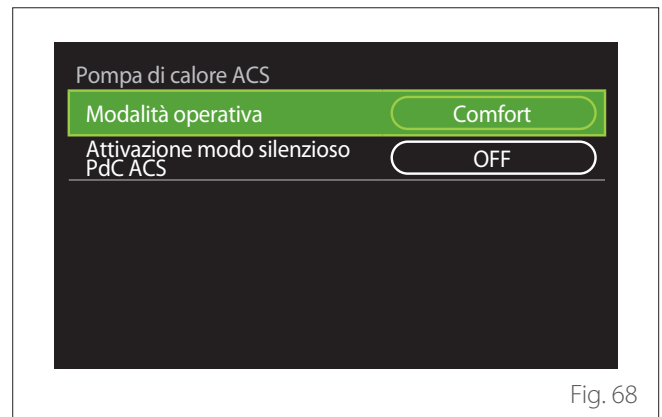 Pompa di calore ACS
Modalità operativa Comfort
Attivazione modo silenzioso
PdC ACS OFF
Fig. 68